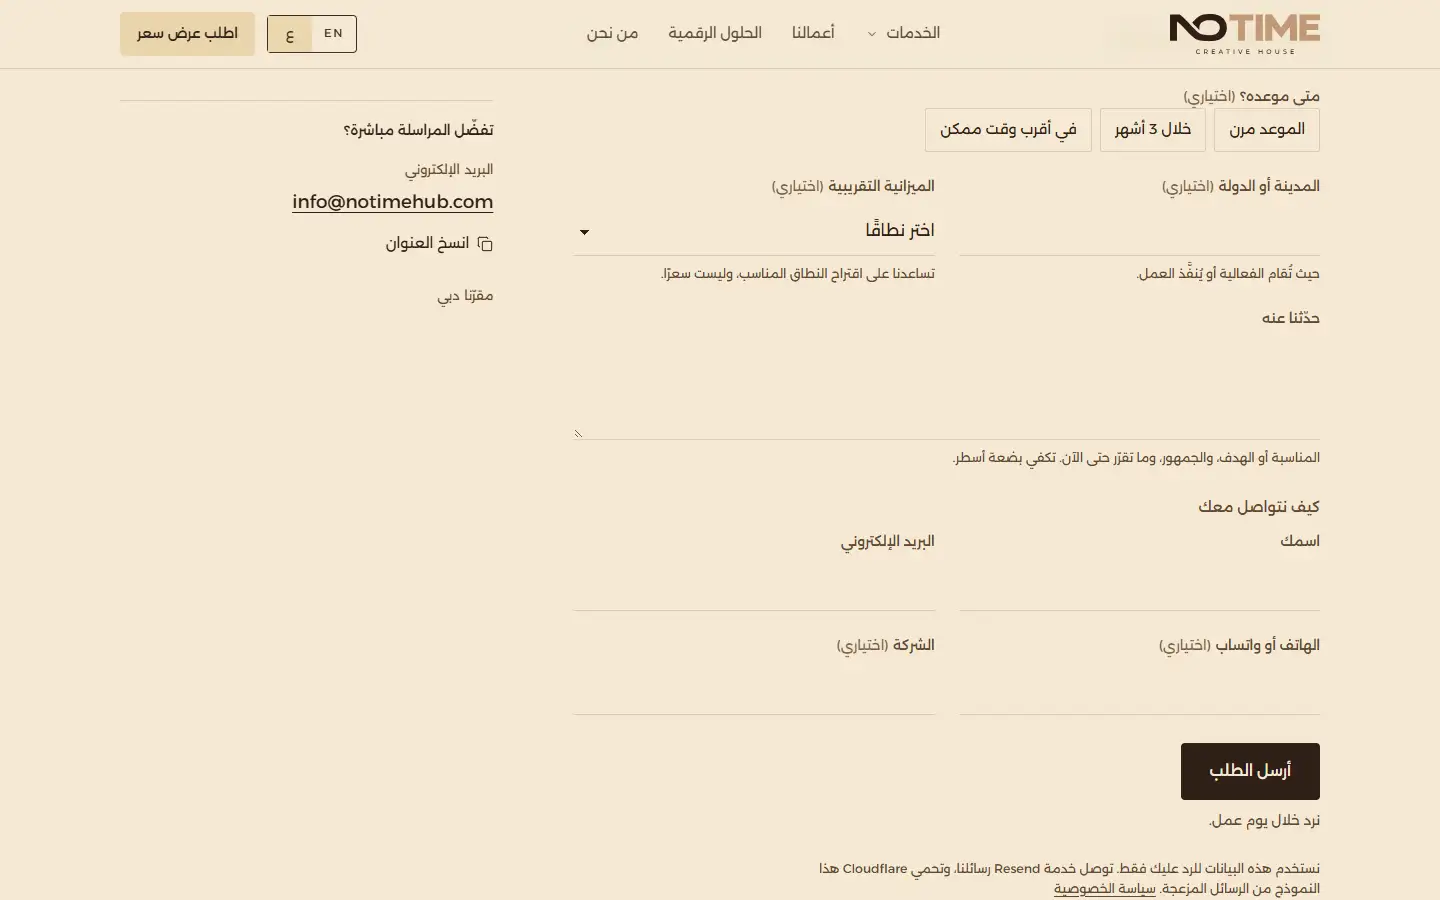 NOTIME
CREATIVE HOUSE
الخدمات
أعمالنا
الحلول الرقمية
من نحن
EN
ع
اطلب عرض سعر
متى موعده؟ (اختياري)
الموعد مرن
خلال 3 أشهر
في أقرب وقت ممكن
المدينة أو الدولة (اختياري)
حيث تُقام الفعالية أو يُنفَّذ العمل.
الميزانية التقريبية (اختياري)
اختر نطاقًا
تساعدنا على اقتراح النطاق المناسب، وليست سعرًا.
حدّثنا عنه
المناسبة أو الهدف، والجمهور، وما تقرّر حتى الآن. تكفي بضعة أسطر.
كيف نتواصل معك
اسمك
البريد الإلكتروني
الهاتف أو واتساب (اختياري)
الشركة (اختياري)
أرسل الطلب
نرد خلال يوم عمل.
نستخدم هذه البيانات للرد عليك فقط. توصل خدمة Resend رسائلنا، وتحمي Cloudflare هذا
النموذج من الرسائل المزعجة. سياسة الخصوصية
تفضّل المراسلة مباشرة؟
البريد الإلكتروني
info@notimehub.com
انسخ العنوان
مقرّنا دبي